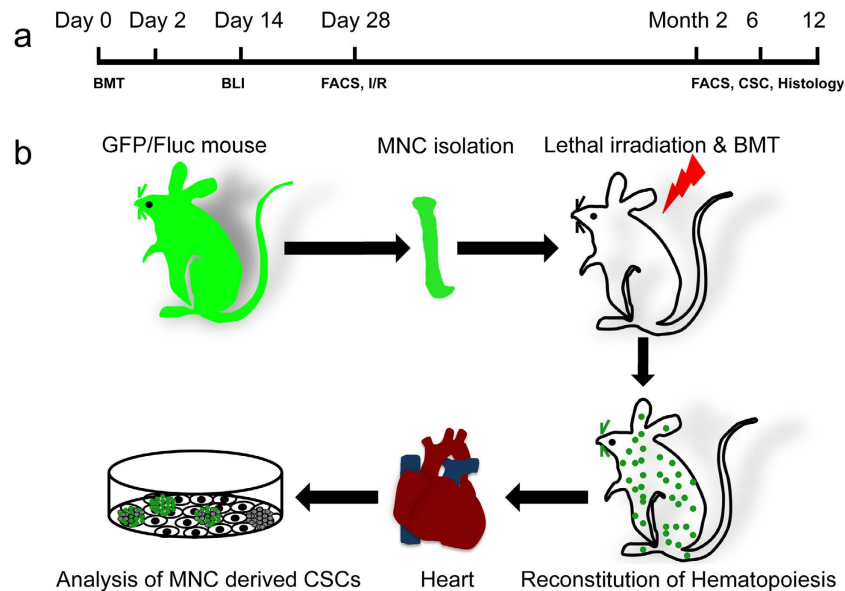 a
Day 0 Day 2 Day 14 Day 28 Month 2 6 12
BMT BLI FACS, I/R FACS, CSC, Histology
b
GFP/Fluc mouse MNC isolation Lethal irradiation & BMT
Analysis of MNC derived CSCs Heart Reconstitution of Hematopoiesis